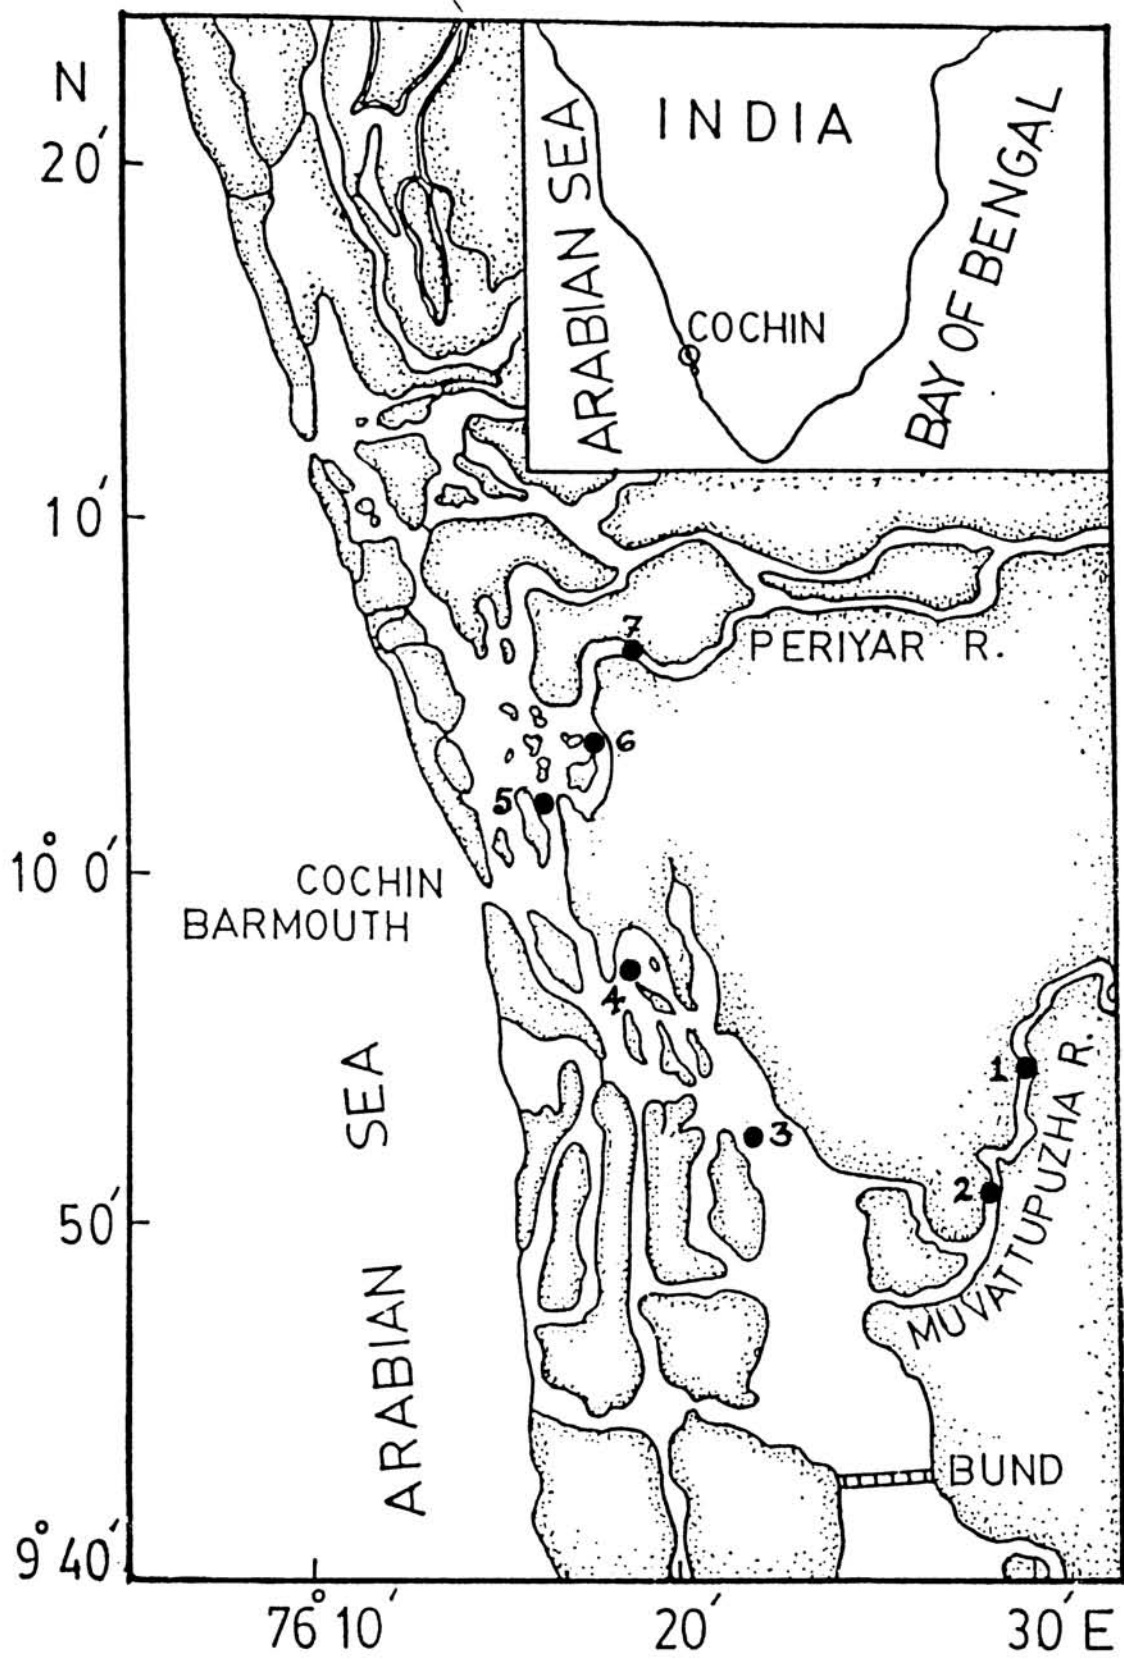 N
20′
10′
10° 0′
50′
9° 40′
76° 10′
20′
30′ E
INDIA
ARABIAN SEA
BAY OF BENGAL
COCHIN
PERIYAR R.
7
6
5
COCHIN
BARMOUTH
4
3
1
2
MUVATTUPUZHA R.
ARABIAN SEA
BUND